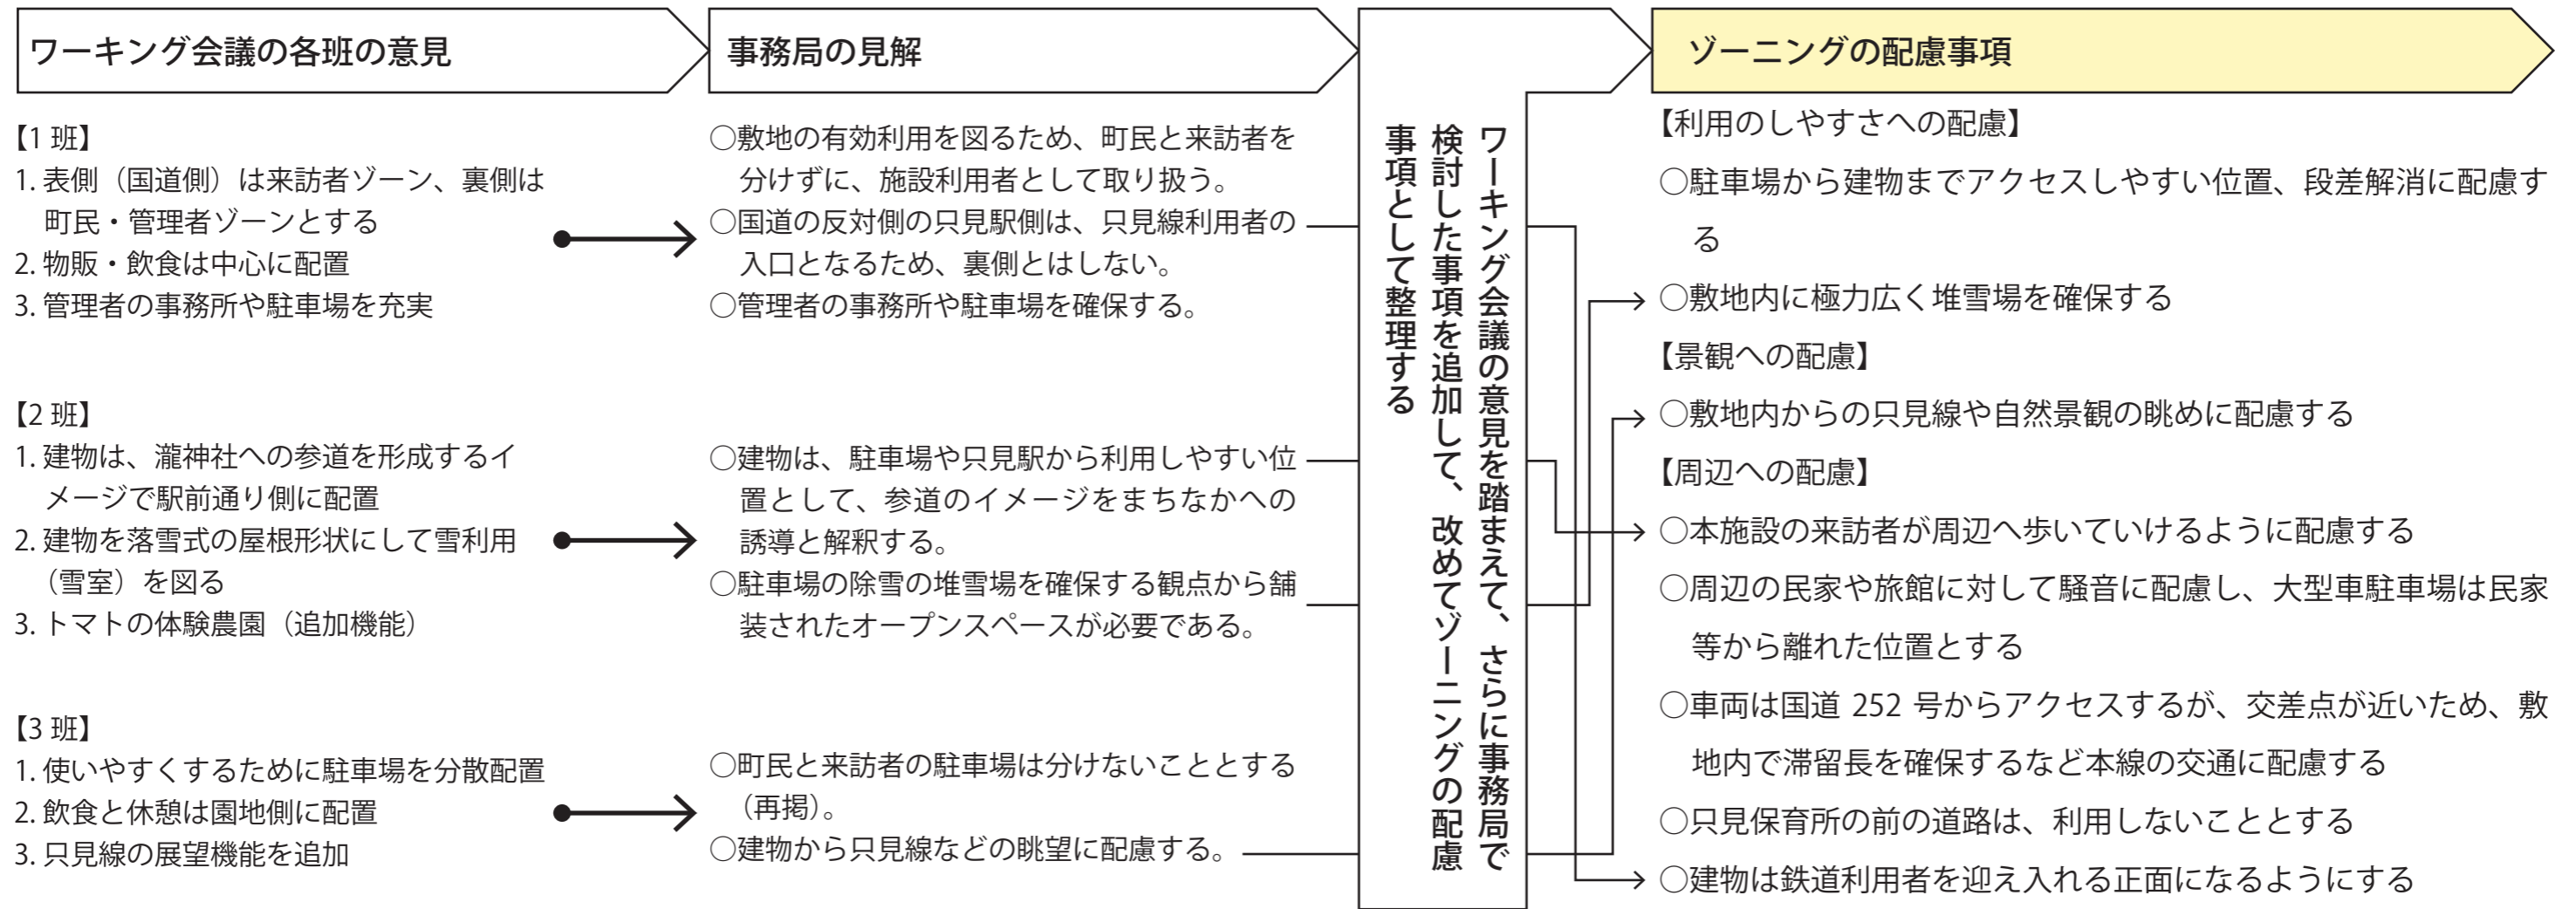 ワーキング会議の各班の意見
【1 班】
1. 表側（国道側）は来訪者ゾーン、裏側は
町民・管理者ゾーンとする
2. 物販・飲食は中心に配置
3. 管理者の事務所や駐車場を充実
【2 班】
1. 建物は、瀧神社への参道を形成するイ
メージで駅前通り側に配置
2. 建物を落雪式の屋根形状にして雪利用
（雪室）を図る
3. トマトの体験農園（追加機能）
【3 班】
1. 使いやすくするために駐車場を分散配置
2. 飲食と休憩は園地側に配置
3. 只見線の展望機能を追加
事務局の見解
○敷地の有効利用を図るため、町民と来訪者を
分けずに、施設利用者として取り扱う。
○国道の反対側の只見駅側は、只見線利用者の
入口となるため、裏側とはしない。
○管理者の事務所や駐車場を確保する。
○建物は、駐車場や只見駅から利用しやすい位
置として、参道のイメージをまちなかへの
誘導と解釈する。
○駐車場の除雪の堆雪場を確保する観点から舗
装されたオープンスペースが必要である。
○町民と来訪者の駐車場は分けないこととする
（再掲）。
○建物から只見線などの眺望に配慮する。
ワーキング会議の意見を踏まえて、さらに事務局で
検討した事項を追加して、改めてゾーニングの配慮
事項として整理する
ゾーニングの配慮事項
【利用のしやすさへの配慮】
○駐車場から建物までアクセスしやすい位置、段差解消に配慮す
る
○敷地内に極力広く堆雪場を確保する
【景観への配慮】
○敷地内からの只見線や自然景観の眺めに配慮する
【周辺への配慮】
○本施設の来訪者が周辺へ歩いていけるように配慮する
○周辺の民家や旅館に対して騒音に配慮し、大型車駐車場は民家
等から離れた位置とする
○車両は国道 252 号からアクセスするが、交差点が近いため、敷
地内で滞留長を確保するなど本線の交通に配慮する
○只見保育所の前の道路は、利用しないこととする
○建物は鉄道利用者を迎え入れる正面になるようにする